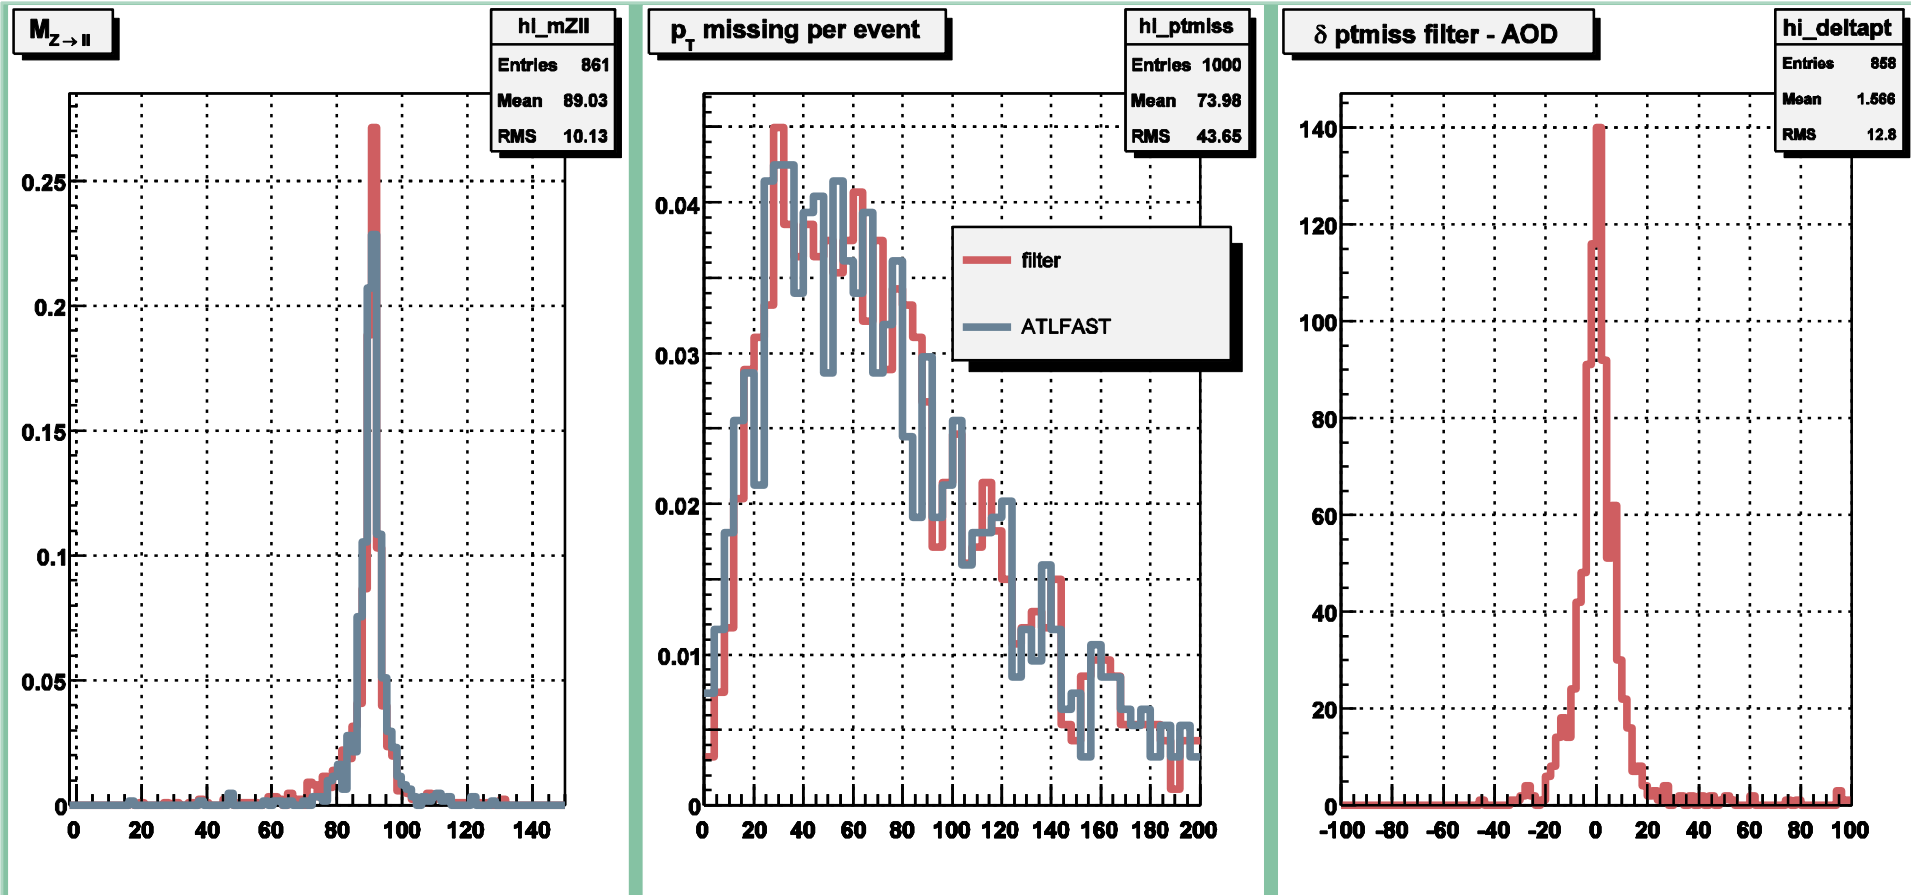 M Z→ll
hi_mZll
Entries 861
Mean 89.03
RMS 10.13
0.25
0.2
0.15
0.1
0.05
0
0 20 40 60 80 100 120 140
pT missing per event
hi_ptmiss
Entries 1000
Mean 73.98
RMS 43.65
filter
ATLFAST
0.04
0.03
0.02
0.01
0
0 20 40 60 80 100 120 140 160 180 200
δ ptmiss filter - AOD
hi_deltapt
Entries 858
Mean 1.566
RMS 12.8
140
120
100
80
60
40
20
0
-100 -80 -60 -40 -20 0 20 40 60 80 100